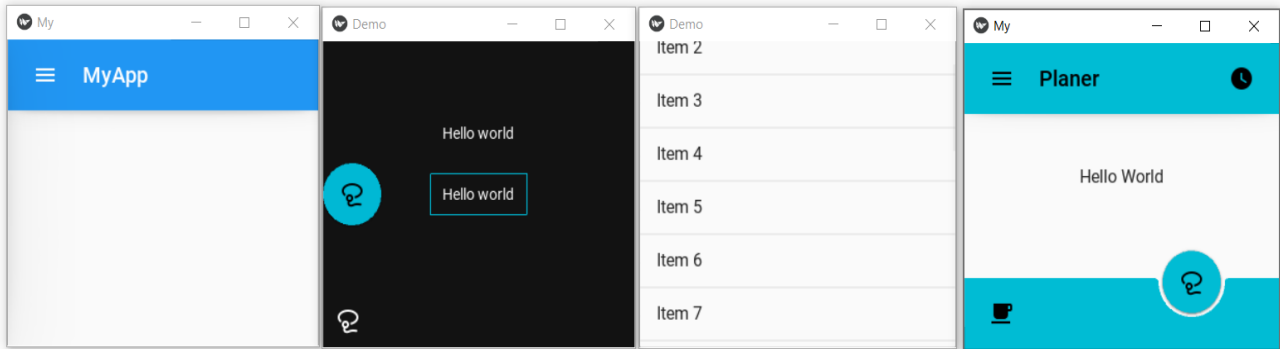 My
MyApp
Demo
Hello world
Hello world
Demo
Item 2
Item 3
Item 4
Item 5
Item 6
Item 7
My
Planer
Hello World